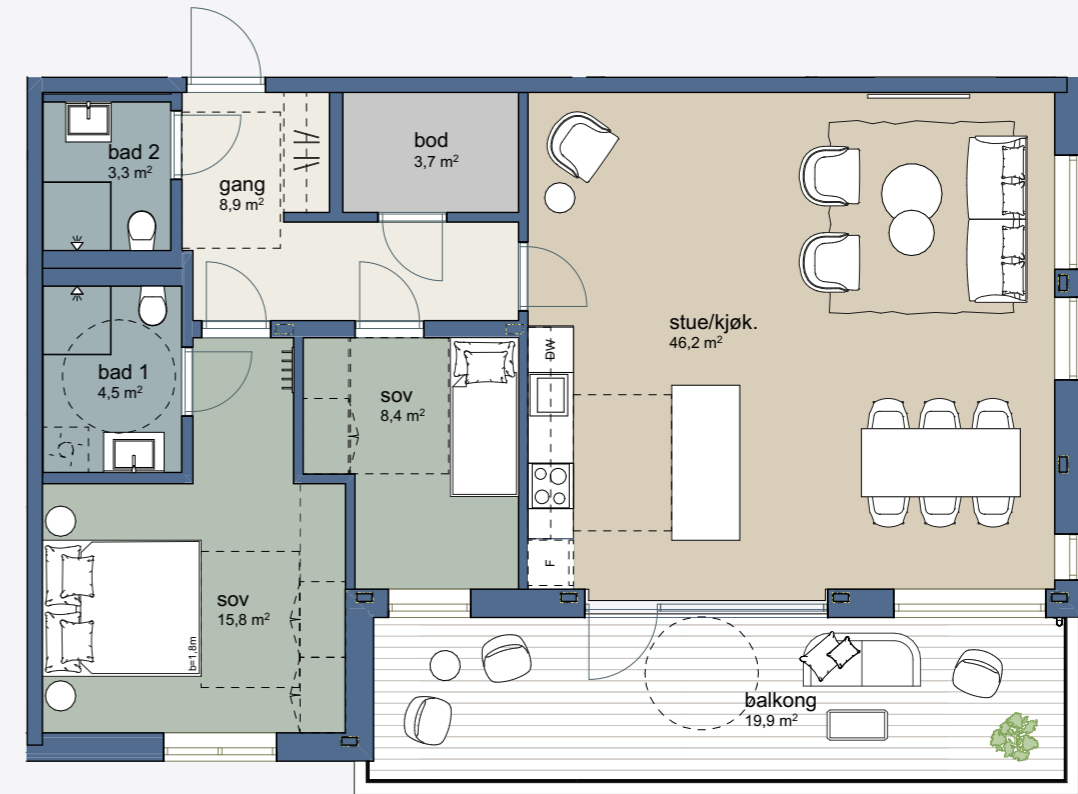 bad 2
3,3 m²
gang
8,9 m²
bod
3,7 m²
stue/kjøk.
46,2 m²
DW
bad 1
4,5 m²
sov
8,4 m²
F
sov
15,8 m²
b=1,8m
balkong
19,9 m²